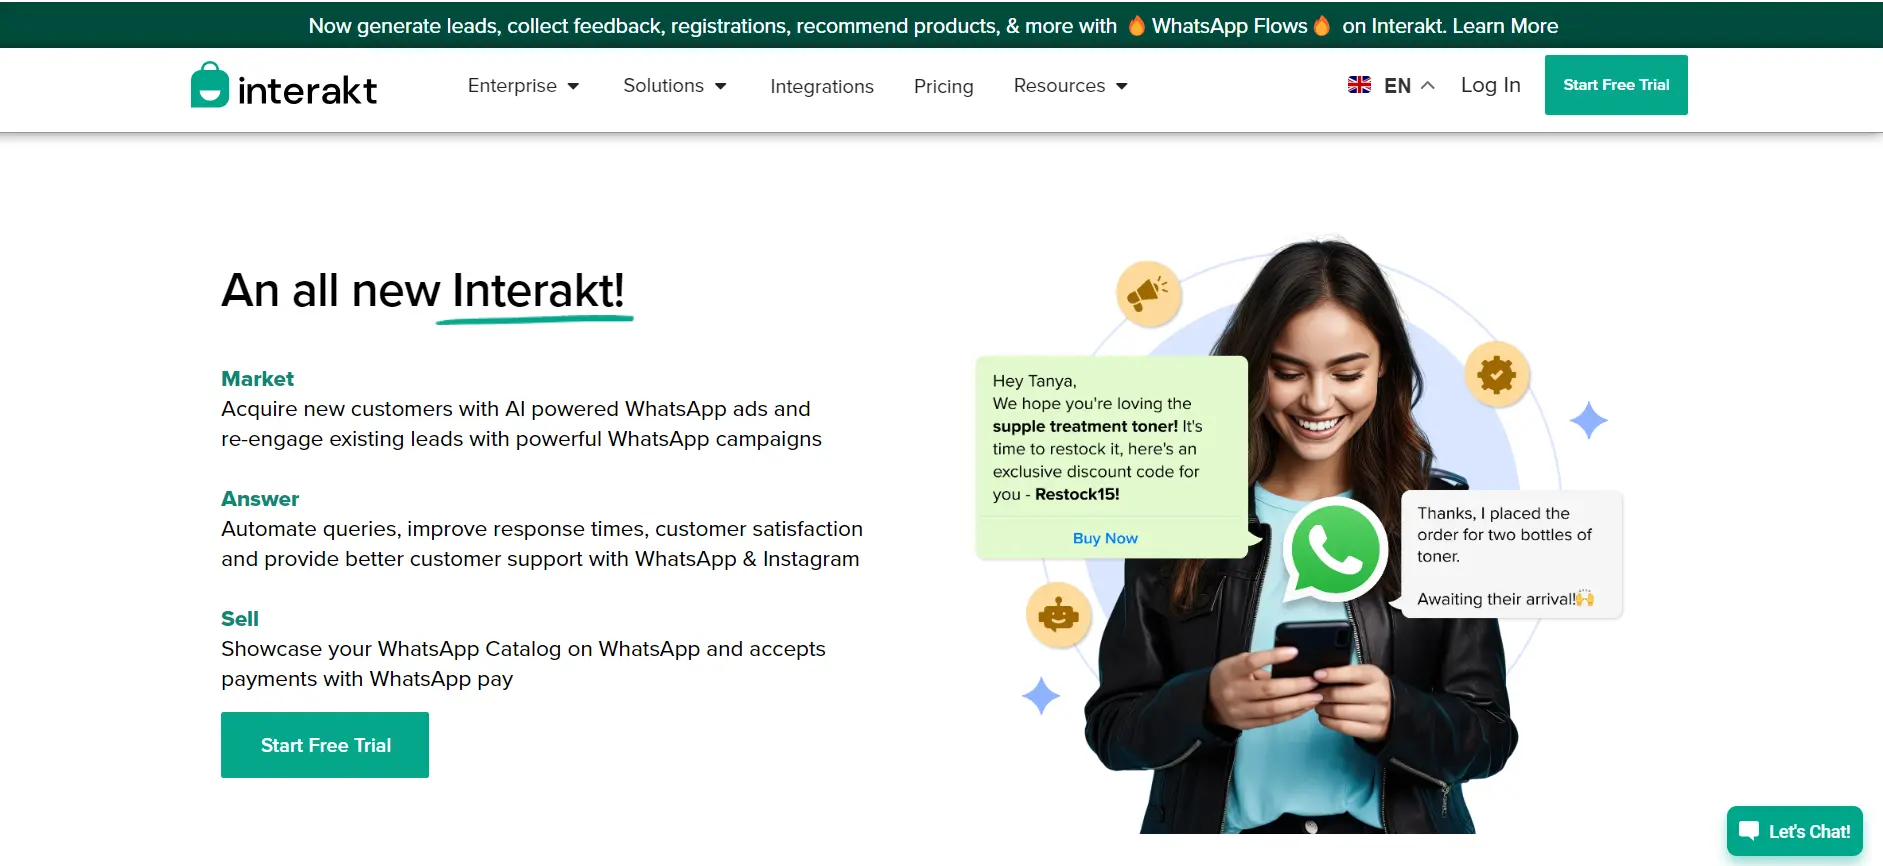 Now generate leads, collect feedback, registrations, recommend products, & more with 🔥 WhatsApp Flows🔥 on Interakt. Learn More
interakt
Enterprise
Solutions
Integrations
Pricing
Resources
EN
Log In
Start Free Trial
An all new Interakt!
Market
Acquire new customers with AI powered WhatsApp ads and
re-engage existing leads with powerful WhatsApp campaigns
Answer
Automate queries, improve response times, customer satisfaction
and provide better customer support with WhatsApp & Instagram
Sell
Showcase your WhatsApp Catalog on WhatsApp and accepts
payments with WhatsApp pay
Start Free Trial
Hey Tanya,
We hope you're loving the
supple treatment toner! It's
time to restock it, here's an
exclusive discount code for
you - Restock15!
Buy Now
Thanks, I placed the
order for two bottles of
toner.
Awaiting their arrival!🙌
Let's Chat!